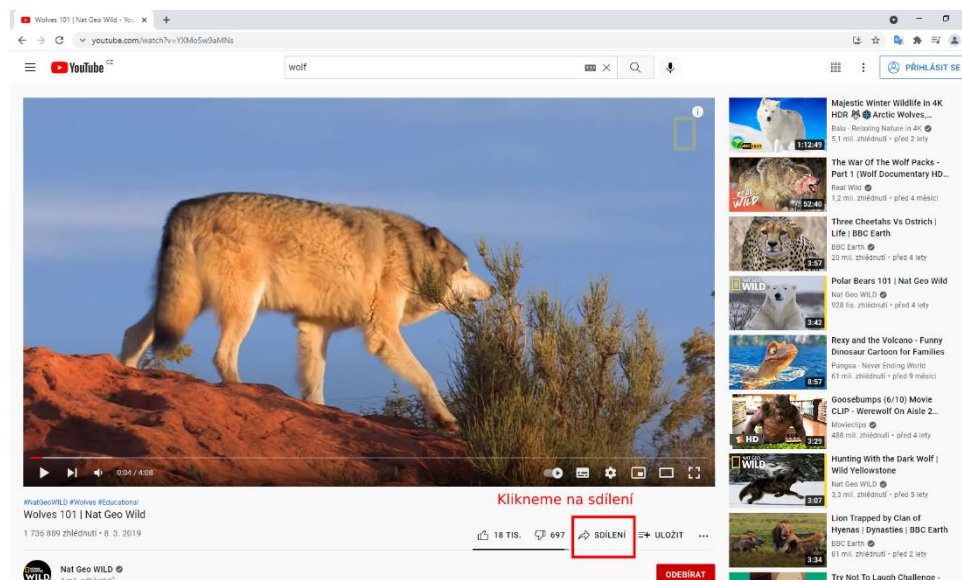 Wolves 101 | Nat Geo Wild - You
youtube.com/watch?v=YXMo5w9aMNs
YouTube CZ
wolf
PŘIHLÁSIT SE
0:04 / 4:08
#NatGeoWILD #Wolves #Educational
Wolves 101 | Nat Geo Wild
1 736 889 zhlédnutí • 8. 3. 2019
Klikneme na sdílení
18 TIS.
697
SDÍLENÍ
ULOŽIT
Nat Geo WILD
ODEBÍRAT
1:12:49
Majestic Winter Wildlife in 4K
HDR Arctic Wolves,...
Balu - Relaxing Nature in 4K
5,1 mil. zhlédnutí • před 2 lety
REAL WILD
52:40
The War Of The Wolf Packs -
Part 1 (Wolf Documentary HD...
Real Wild
1,2 mil. zhlédnutí • před 4 měsíci
3:57
Three Cheetahs Vs Ostrich |
Life | BBC Earth
BBC Earth
20 mil. zhlédnutí • před 4 lety
WILD
3:42
Polar Bears 101 | Nat Geo Wild
Nat Geo WILD
928 tis. zhlédnutí • před 4 lety
8:57
Rexy and the Volcano - Funny
Dinosaur Cartoon for Families
Pangea - Never Ending World
61 mil. zhlédnutí • před 9 měsíci
HD
3:29
Goosebumps (6/10) Movie
CLIP - Werewolf On Aisle 2...
Movieclips
488 mil. zhlédnutí • před 4 lety
WILD
3:07
Hunting With the Dark Wolf |
Wild Yellowstone
Nat Geo WILD
3,3 mil. zhlédnutí • před 5 lety
3:34
Lion Trapped by Clan of
Hyenas | Dynasties | BBC Earth
BBC Earth
81 mil. zhlédnutí • před 2 lety
Try Not To Laugh Challenge -